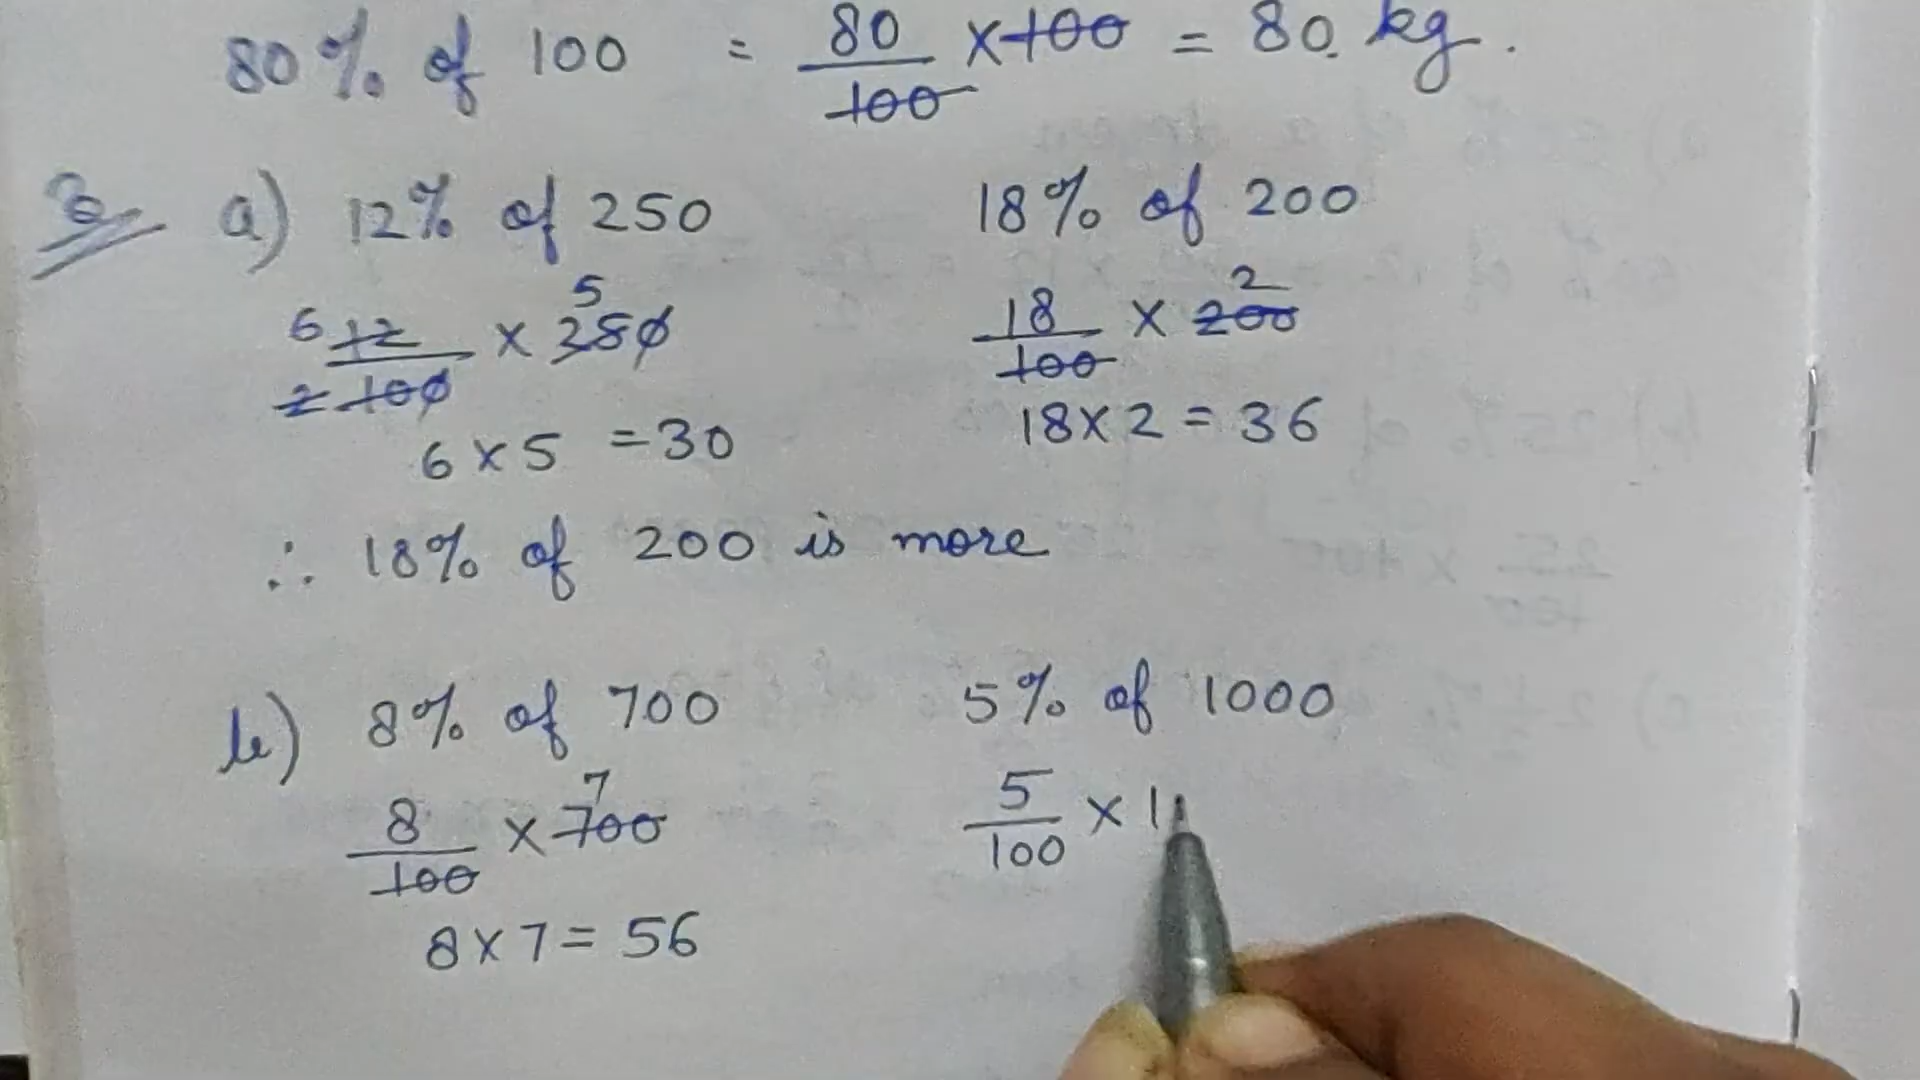 80% of 100 = 80/100 × 100 = 80 kg.
a) 12% of 250 18% of 200
6 12/2 100 × 250 5 18/100 × 200 2
6 × 5 = 30 18 × 2 = 36
∴ 18% of 200 is more
b) 8% of 700 5% of 1000
8/100 × 700 7 5/100 × 1
8 × 7 = 56